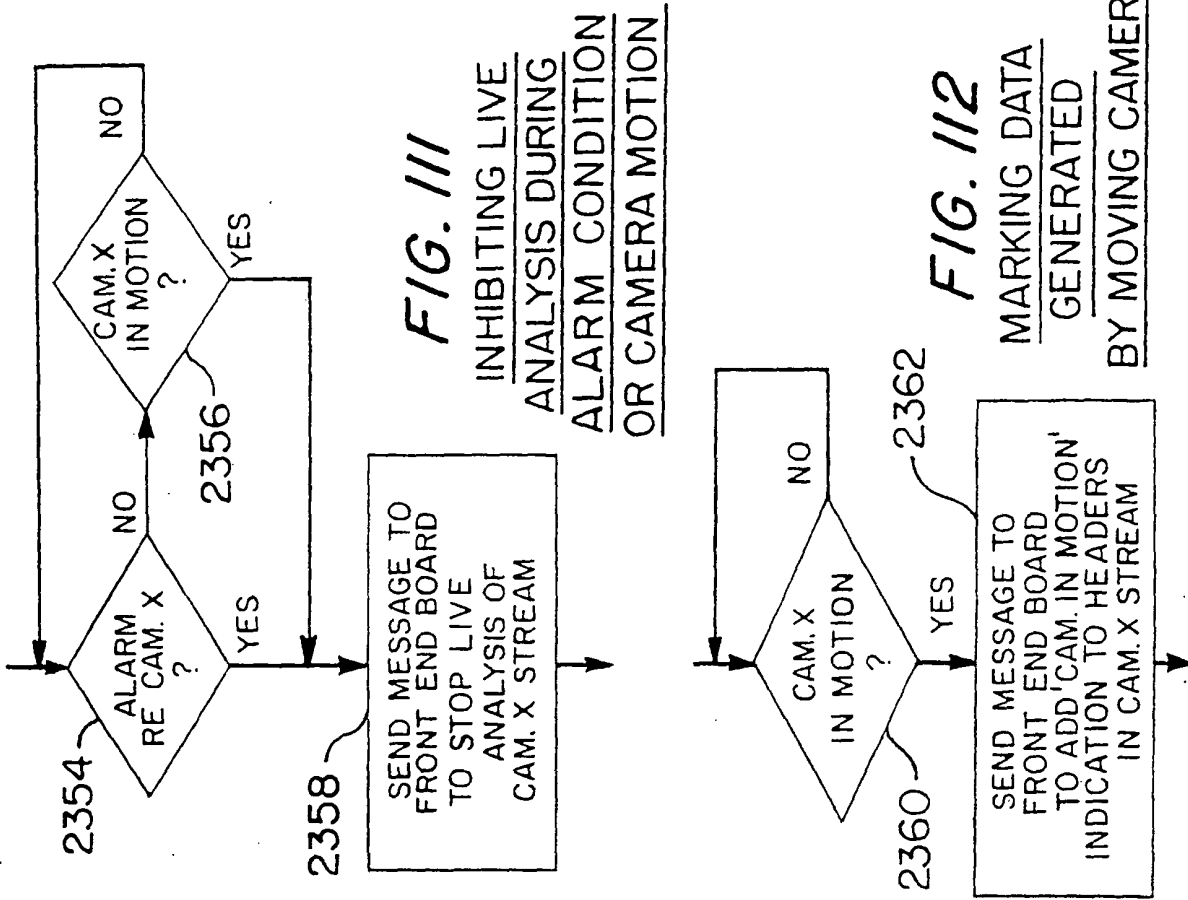 2354
ALARM
RE CAM. X
?
NO
YES
CAM. X
IN MOTION
?
NO
YES
2356
2358
SEND MESSAGE TO
FRONT END BOARD
TO STOP LIVE
ANALYSIS OF
CAM. X STREAM
FIG. 111
INHIBITING LIVE
ANALYSIS DURING
ALARM CONDITION
OR CAMERA MOTION
CAM. X
IN MOTION
?
NO
YES
2360
2362
SEND MESSAGE TO
FRONT END BOARD
TO ADD 'CAM. IN MOTION'
INDICATION TO HEADERS
IN CAM. X STREAM
FIG. 112
MARKING DATA
GENERATED
BY MOVING CAMER